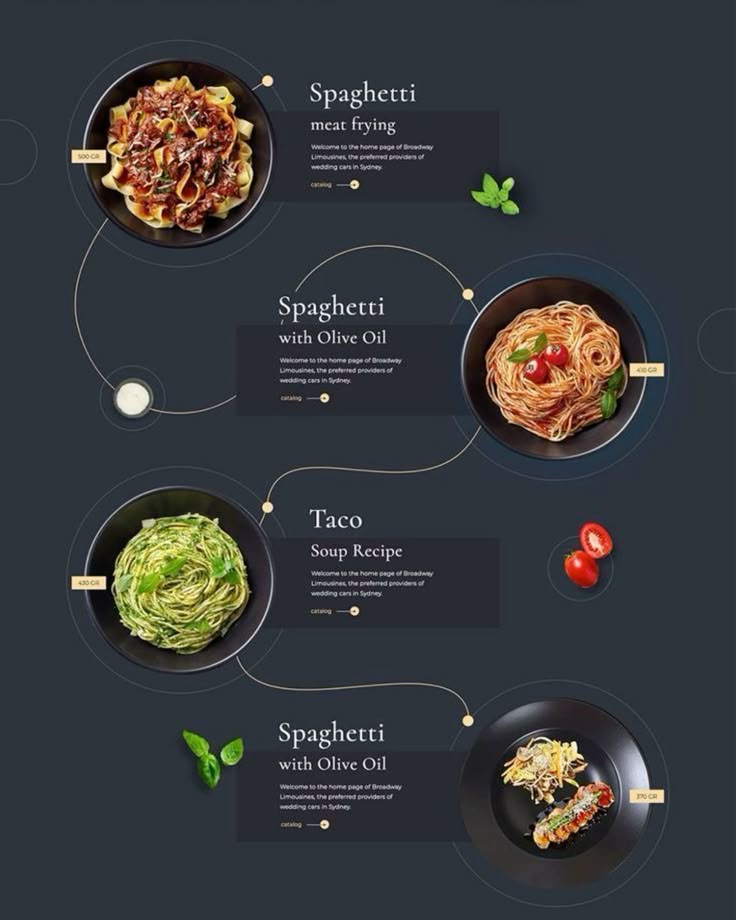 Spaghetti
meat frying
Welcome to the home page of Broadway
Limousines, the preferred providers of
wedding cars in Sydney.
catalog
500 GR
Spaghetti
with Olive Oil
Welcome to the home page of Broadway
Limousines, the preferred providers of
wedding cars in Sydney.
catalog
410 GR
Taco
Soup Recipe
Welcome to the home page of Broadway
Limousines, the preferred providers of
wedding cars in Sydney.
catalog
430 GR
Spaghetti
with Olive Oil
Welcome to the home page of Broadway
Limousines, the preferred providers of
wedding cars in Sydney.
catalog
370 GR